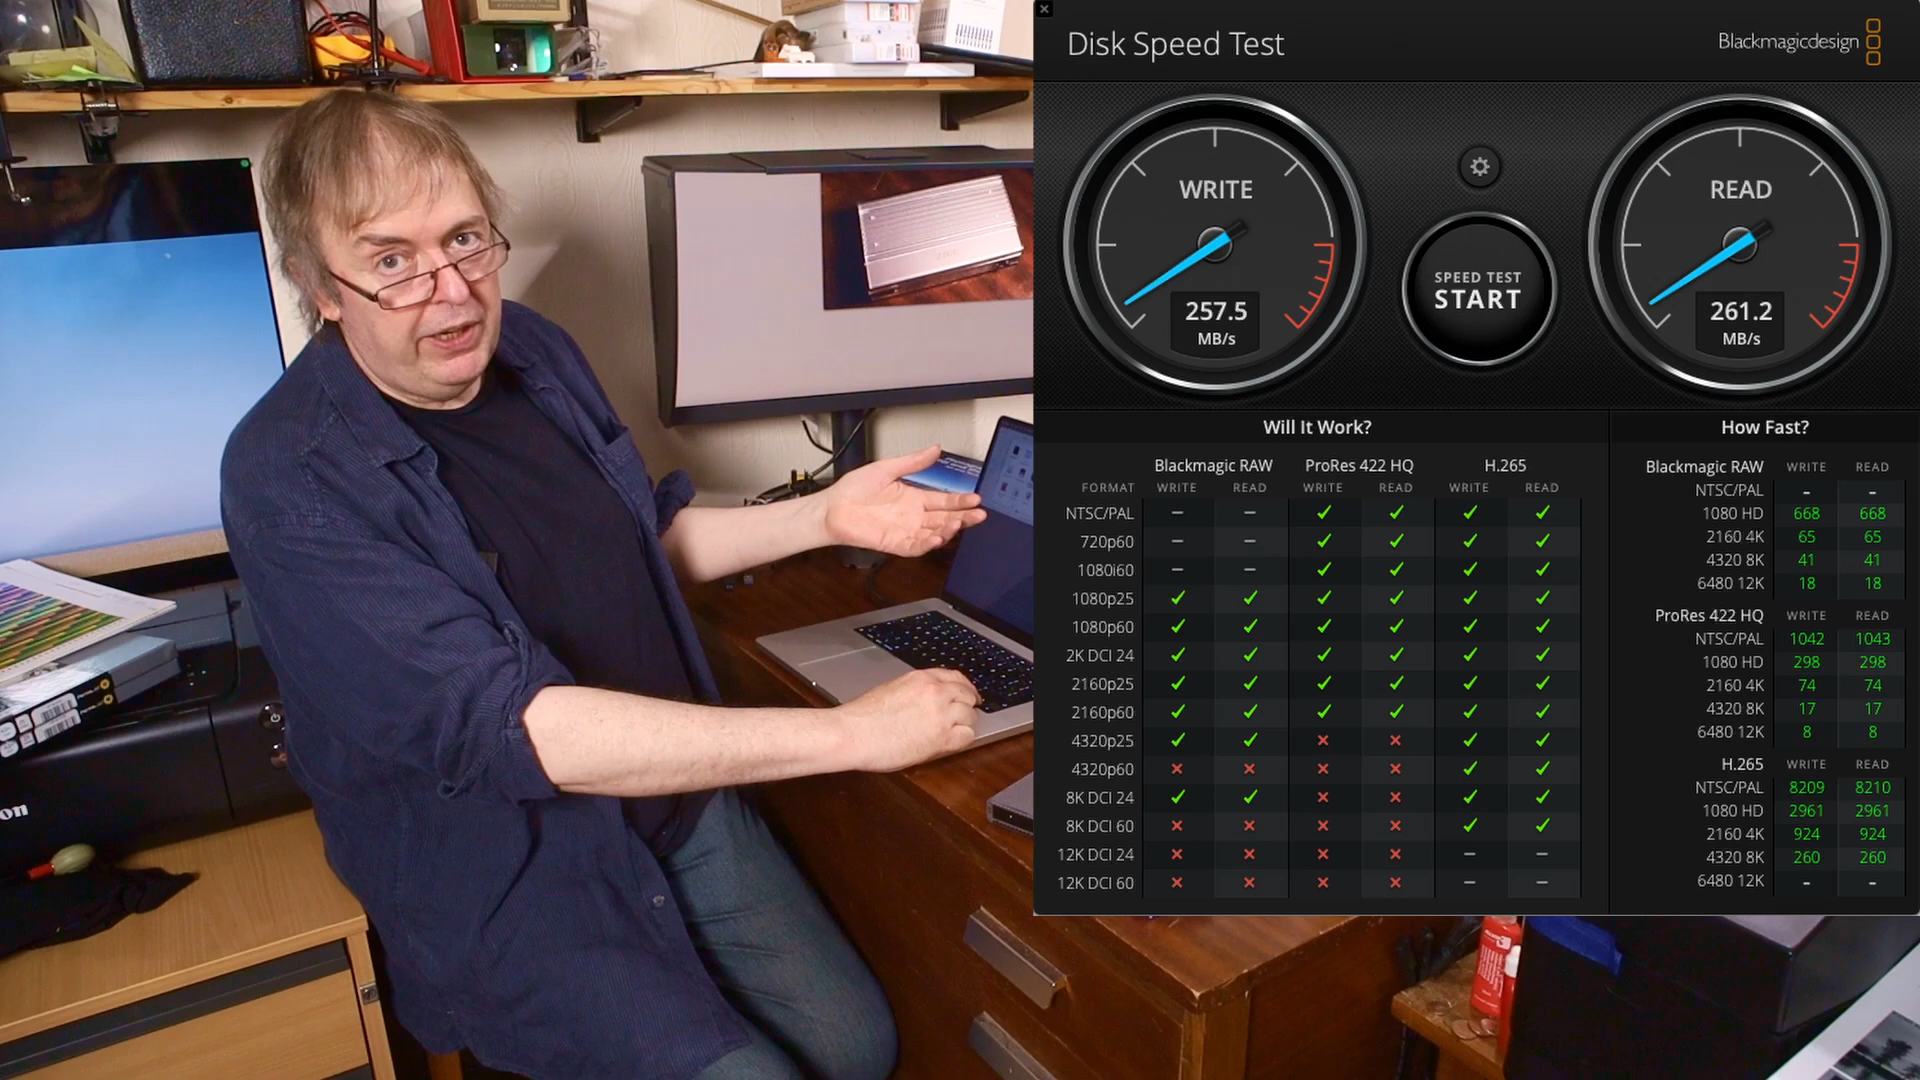 Disk Speed Test
Blackmagicdesign
WRITE
257.5
MB/s
SPEED TEST
START
READ
261.2
MB/s
Will It Work?
Blackmagic RAW ProRes 422 HQ H.265
FORMAT WRITE READ WRITE READ WRITE READ
NTSC/PAL – – ✓ ✓ ✓ ✓
720p60 – – ✓ ✓ ✓ ✓
1080i60 – – ✓ ✓ ✓ ✓
1080p25 ✓ ✓ ✓ ✓ ✓ ✓
1080p60 ✓ ✓ ✓ ✓ ✓ ✓
2K DCI 24 ✓ ✓ ✓ ✓ ✓ ✓
2160p25 ✓ ✓ ✓ ✓ ✓ ✓
2160p60 ✓ ✓ ✓ ✓ ✓ ✓
4320p25 ✓ ✓ ✗ ✗ ✓ ✓
4320p60 ✗ ✗ ✗ ✗ ✓ ✓
8K DCI 24 ✓ ✓ ✗ ✗ ✓ ✓
8K DCI 60 ✗ ✗ ✗ ✗ ✓ ✓
12K DCI 24 ✗ ✗ ✗ ✗ – –
12K DCI 60 ✗ ✗ ✗ ✗ – –
How Fast?
Blackmagic RAW WRITE READ
NTSC/PAL - -
1080 HD 668 668
2160 4K 65 65
4320 8K 41 41
6480 12K 18 18
ProRes 422 HQ WRITE READ
NTSC/PAL 1042 1043
1080 HD 298 298
2160 4K 74 74
4320 8K 17 17
6480 12K 8 8
H.265 WRITE READ
NTSC/PAL 8209 8210
1080 HD 2961 2961
2160 4K 924 924
4320 8K 260 260
6480 12K - -
on